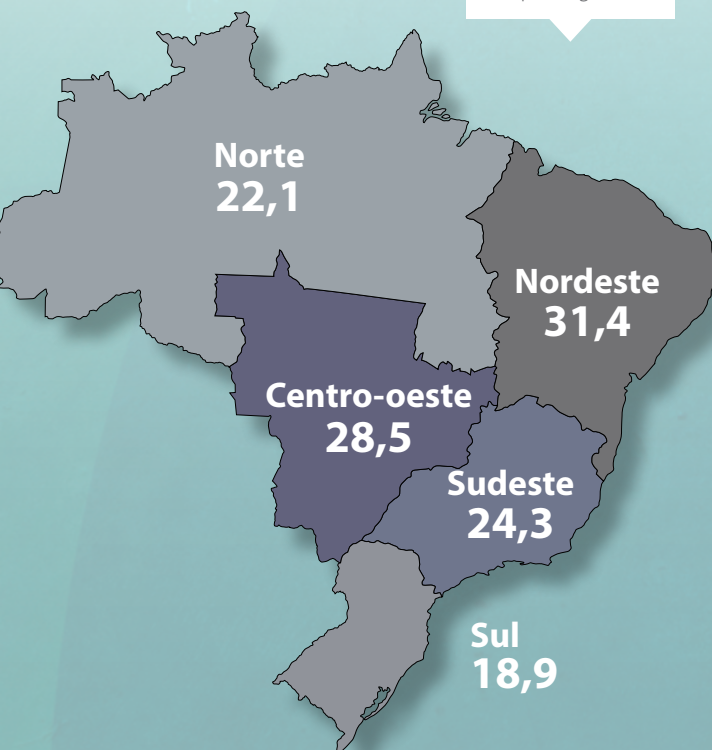 Norte
22,1
Nordeste
31,4
Centro-oeste
28,5
Sudeste
24,3
Sul
18,9